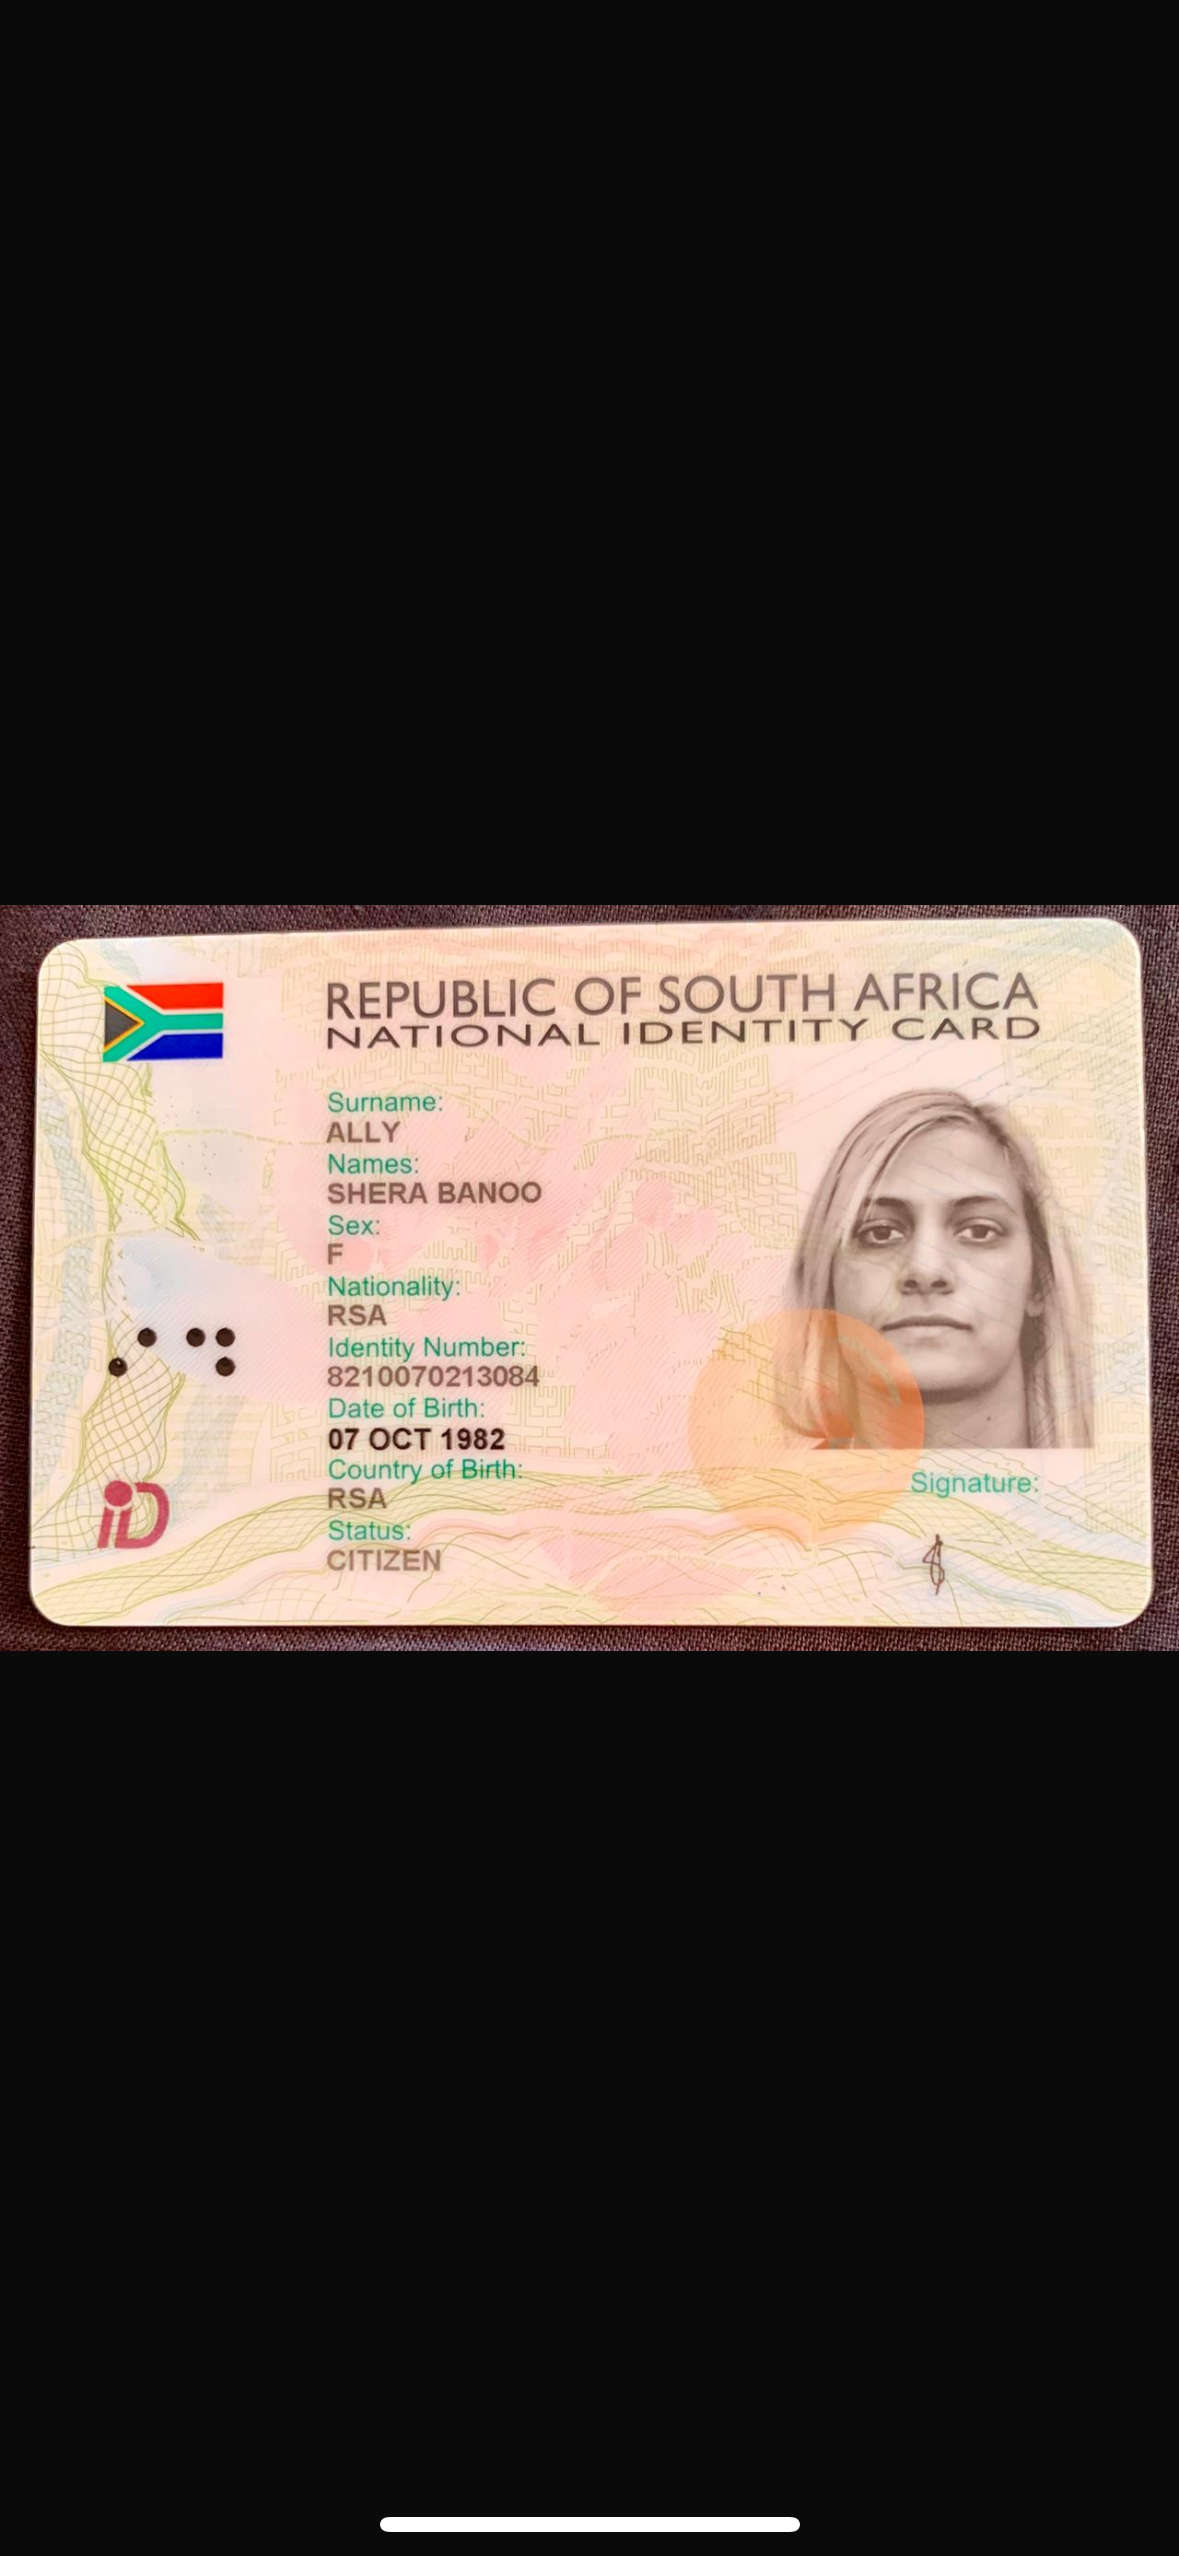 REPUBLIC OF SOUTH AFRICA
NATIONAL IDENTITY CARD
Surname:
ALLY
Names:
SHERA BANOO
Sex:
F
Nationality:
RSA
Identity Number:
8210070213084
Date of Birth:
07 OCT 1982
Country of Birth:
RSA
Status:
CITIZEN
Signature:
iD